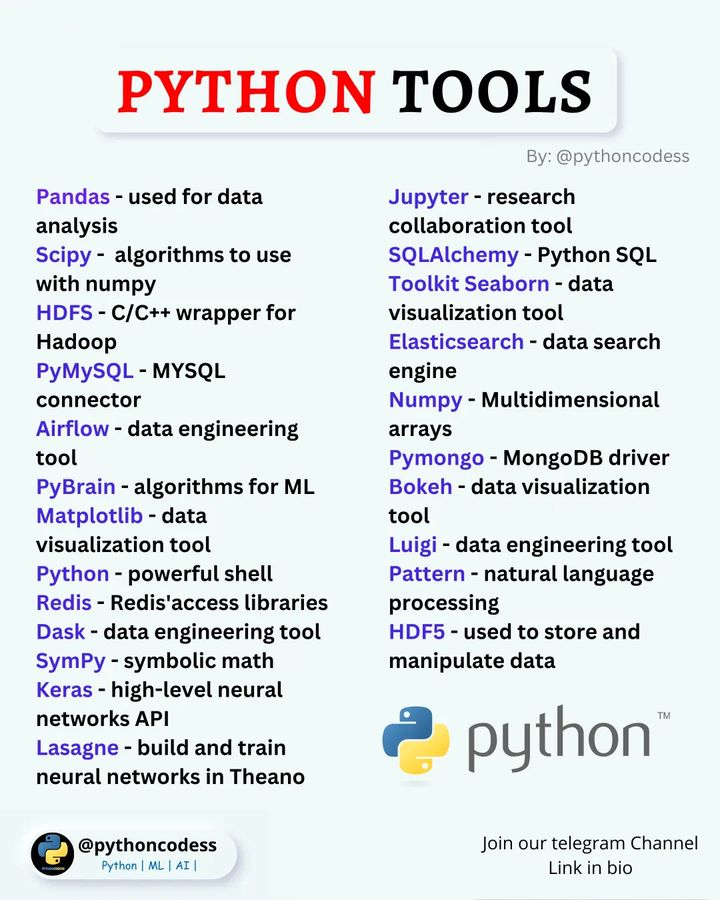 PYTHON TOOLS
By: @pythoncodess
Pandas - used for data
analysis
Scipy - algorithms to use
with numpy
HDFS - C/C++ wrapper for
Hadoop
PyMySQL - MYSQL
connector
Airflow - data engineering
tool
PyBrain - algorithms for ML
Matplotlib - data
visualization tool
Python - powerful shell
Redis - Redis'access libraries
Dask - data engineering tool
SymPy - symbolic math
Keras - high-level neural
networks API
Lasagne - build and train
neural networks in Theano
Jupyter - research
collaboration tool
SQLAlchemy - Python SQL
Toolkit Seaborn - data
visualization tool
Elasticsearch - data search
engine
Numpy - Multidimensional
arrays
Pymongo - MongoDB driver
Bokeh - data visualization
tool
Luigi - data engineering tool
Pattern - natural language
processing
HDF5 - used to store and
manipulate data
python™
@pythoncodess
Python | ML | AI |
Join our telegram Channel
Link in bio